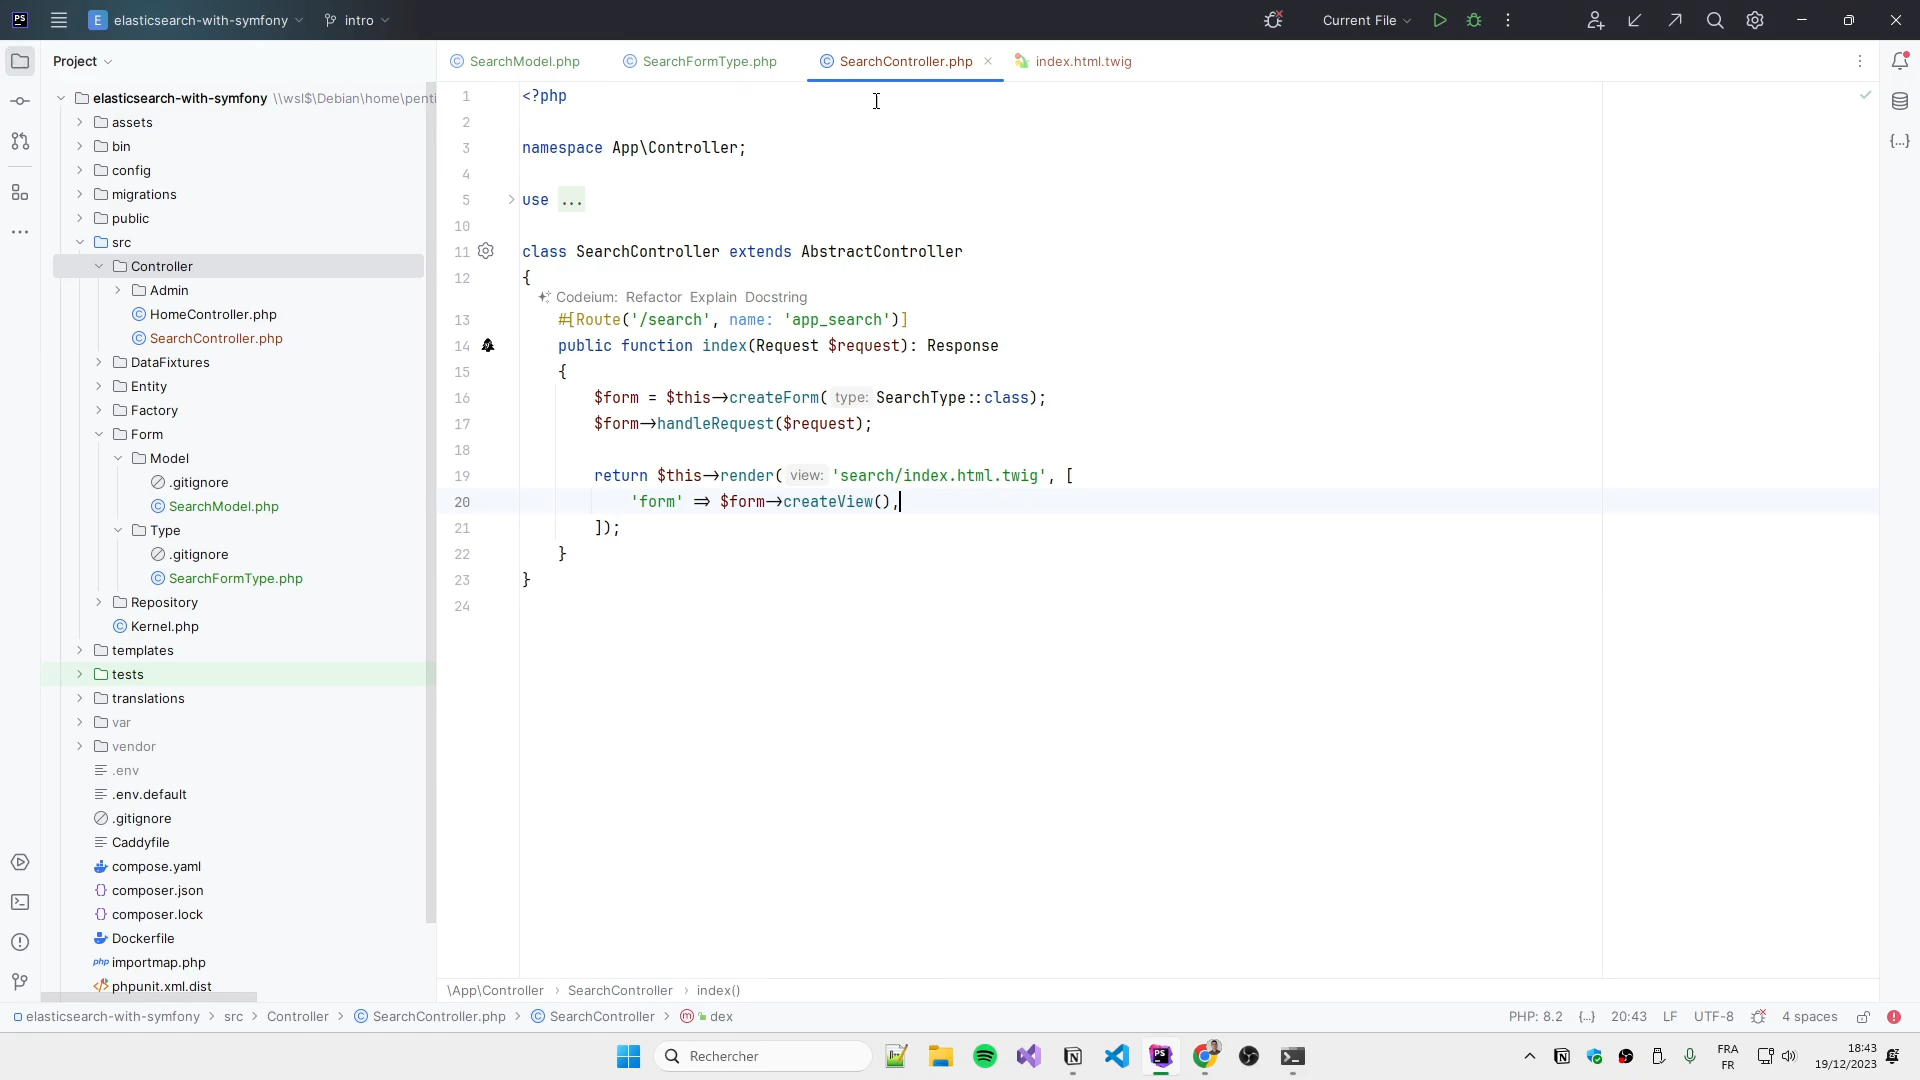 PS
E elasticsearch-with-symfony
intro
Current File
Project
SearchModel.php
SearchFormType.php
SearchController.php
index.html.twig
elasticsearch-with-symfony \\wsl$\Debian\home\penti
assets
bin
config
migrations
public
src
Controller
Admin
HomeController.php
SearchController.php
DataFixtures
Entity
Factory
Form
Model
.gitignore
SearchModel.php
Type
.gitignore
SearchFormType.php
Repository
Kernel.php
templates
tests
translations
var
vendor
.env
.env.default
.gitignore
Caddyfile
compose.yaml
composer.json
composer.lock
Dockerfile
php importmap.php
phpunit.xml.dist
1 <?php
2
3 namespace App\Controller;
4
5 use ...
10
11 class SearchController extends AbstractController
12 {
Codeium: Refactor Explain Docstring
13 #[Route('/search', name: 'app_search')]
14 public function index(Request $request): Response
15 {
16 $form = $this->createForm( type: SearchType::class);
17 $form->handleRequest($request);
18
19 return $this->render( view: 'search/index.html.twig', [
20 'form' => $form->createView(),
21 ]);
22 }
23 }
24
\App\Controller > SearchController > index()
elasticsearch-with-symfony > src > Controller > SearchController.php > SearchController > m dex
PHP: 8.2 {...} 20:43 LF UTF-8 4 spaces
Rechercher
FRA
FR
18:43
19/12/2023